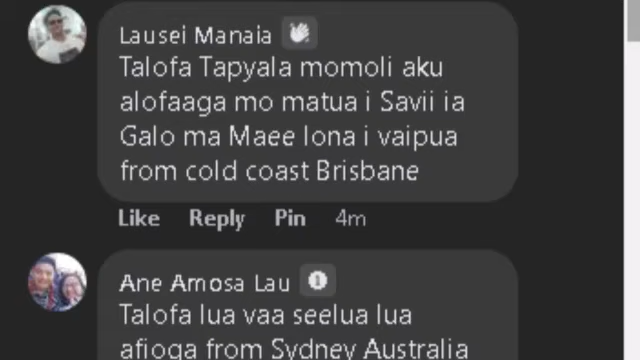 Lausei Manaia
Talofa Tapyala momoli aku
alofaaga mo matua i Savii ia
Galo ma Maee Iona i vaipua
from cold coast Brisbane
Like Reply Pin 4m
Ane Amosa Lau
Talofa lua vaa seelua lua
afioga from Sydney Australia